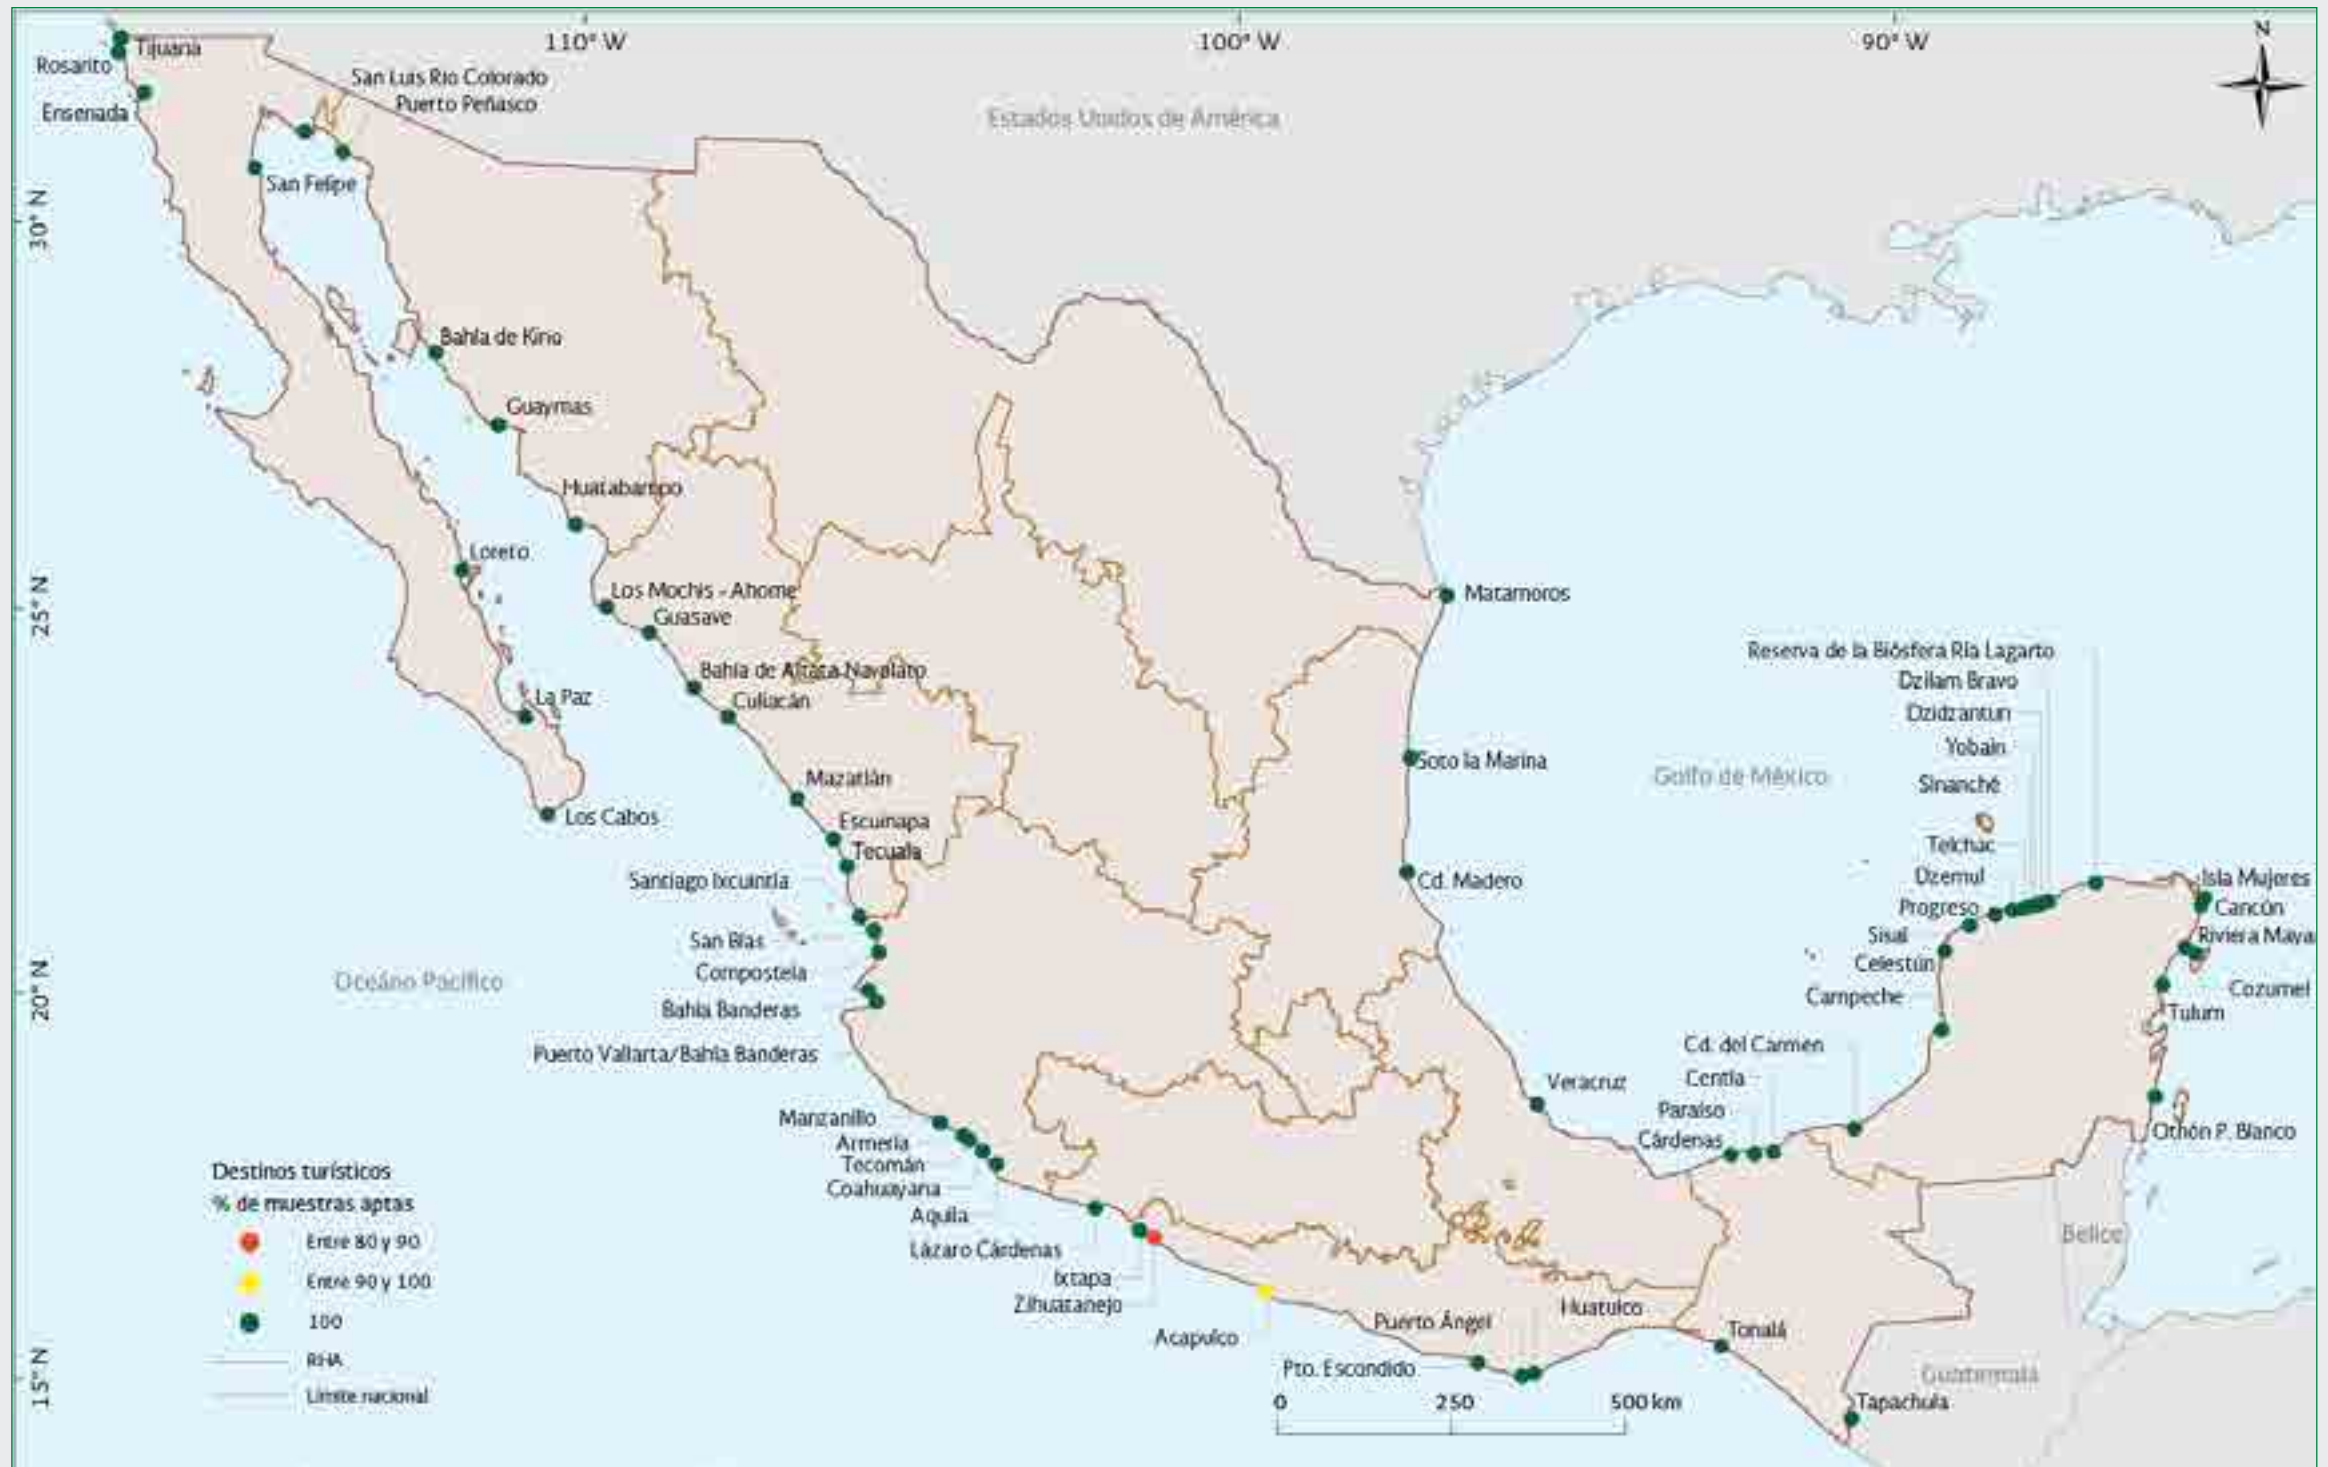 110° W
100° W
90° W
N
Tijuana
Rosarito
Ensenada
San Luis Rio Colorado
Puerto Peñasco
San Felipe
Estados Unidos de América
30° N
Bahía de Kino
Guaymas
Huatabampo
Loreto
25° N
Los Mochis - Ahome
Guasave
Bahía de Altata Navolato
Culiacán
La Paz
Los Cabos
Mazatlán
Escuinapa
Tecuala
Santiago Ixcuintla
San Blas
Compostela
Bahía Banderas
Puerto Vallarta/Bahía Banderas
20° N
Oceáno Pacífico
Matamoros
Soto la Marina
Cd. Madero
Golfo de México
Reserva de la Biósfera Ría Lagarto
Dzilam Bravo
Dzidzantun
Yobaín
Sinanché
Telchac
Dzemul
Progreso
Sisal
Celestún
Campeche
Isla Mujeres
Cancún
Riviera Maya
Cozumel
Tulum
Othón P. Blanco
Cd. del Carmen
Centla
Paraíso
Cárdenas
Veracruz
Manzanillo
Armería
Tecomán
Coahuayana
Aquila
Lázaro Cárdenas
Ixtapa
Zihuatanejo
Acapulco
Puerto Ángel
Huatulco
Pto. Escondido
Tonalá
Tapachula
Belice
Guatemala
15° N
Destinos turísticos
% de muestras aptas
Entre 80 y 90
Entre 90 y 100
100
RHA
Límite nacional
0 250 500 km